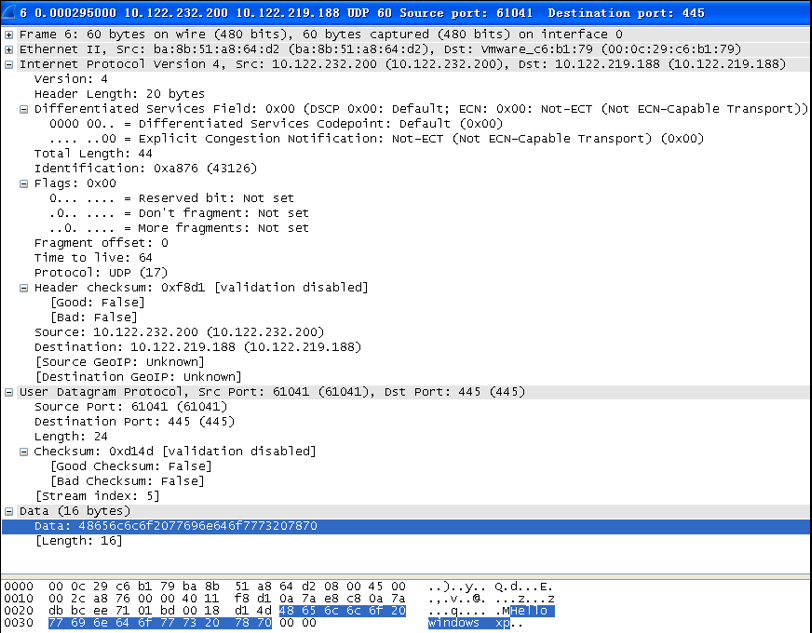 6 0.000295000 10.122.232.200 10.122.219.188 UDP 60 Source port: 61041  Destination port: 445
Frame 6: 60 bytes on wire (480 bits), 60 bytes captured (480 bits) on interface 0
Ethernet II, Src: ba:8b:51:a8:64:d2 (ba:8b:51:a8:64:d2), Dst: Vmware_c6:b1:79 (00:0c:29:c6:b1:79)
Internet Protocol Version 4, Src: 10.122.232.200 (10.122.232.200), Dst: 10.122.219.188 (10.122.219.188)
Version: 4
Header Length: 20 bytes
Differentiated Services Field: 0x00 (DSCP 0x00: Default; ECN: 0x00: Not-ECT (Not ECN-Capable Transport))
0000 00.. = Differentiated Services Codepoint: Default (0x00)
.... ..00 = Explicit Congestion Notification: Not-ECT (Not ECN-Capable Transport) (0x00)
Total Length: 44
Identification: 0xa876 (43126)
Flags: 0x00
0... .... = Reserved bit: Not set
.0.. .... = Don't fragment: Not set
..0. .... = More fragments: Not set
Fragment offset: 0
Time to live: 64
Protocol: UDP (17)
Header checksum: 0xf8d1 [validation disabled]
[Good: False]
[Bad: False]
Source: 10.122.232.200 (10.122.232.200)
Destination: 10.122.219.188 (10.122.219.188)
[Source GeoIP: Unknown]
[Destination GeoIP: Unknown]
User Datagram Protocol, Src Port: 61041 (61041), Dst Port: 445 (445)
Source Port: 61041 (61041)
Destination Port: 445 (445)
Length: 24
Checksum: 0xd14d [validation disabled]
[Good Checksum: False]
[Bad Checksum: False]
[Stream index: 5]
Data (16 bytes)
Data: 48656c6c6f2077696e646f7773207870
[Length: 16]
0000  00 0c 29 c6 b1 79 ba 8b  51 a8 64 d2 08 00 45 00   ..)..y.. Q.d...E.
0010  00 2c a8 76 00 00 40 11  f8 d1 0a 7a e8 c8 0a 7a   .,.v..@. ...z...z
0020  db bc ee 71 01 bd 00 18  d1 4d 48 65 6c 6c 6f 20   ...q.... .MHello
0030  77 69 6e 64 6f 77 73 20  78 70 00 00   windows  xp..